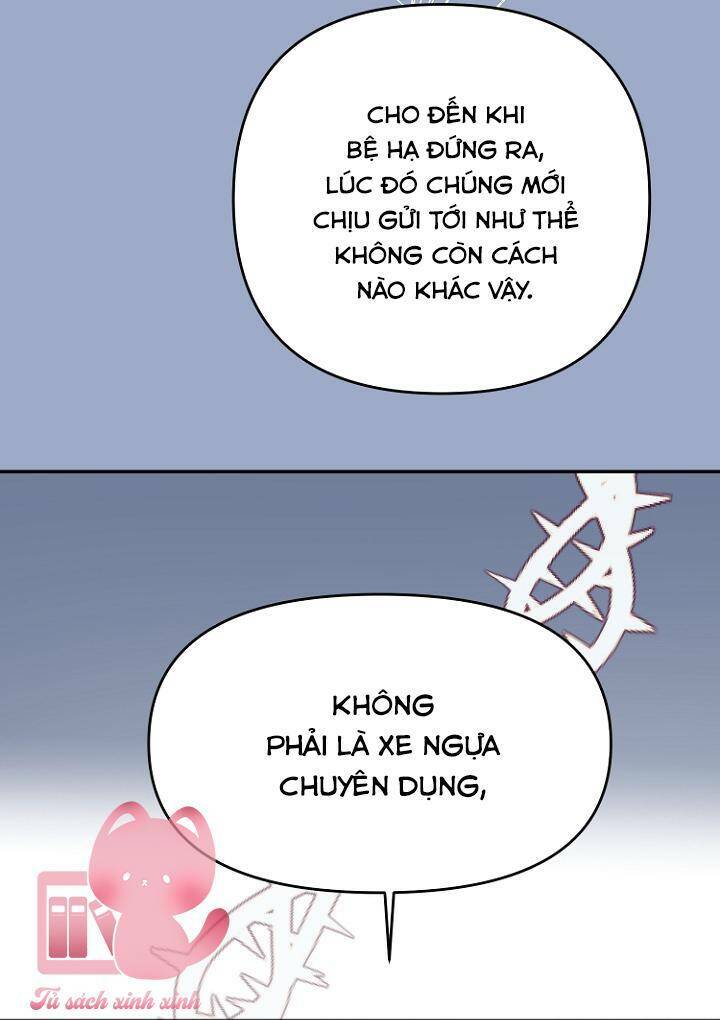 CHO ĐẾN KHI
BỆ HẠ ĐỨNG RA,
LÚC ĐÓ CHÚNG MỚI
CHỊU GỬI TỚI NHƯ THỂ
KHÔNG CÒN CÁCH
NÀO KHÁC VẬY.
KHÔNG
PHẢI LÀ XE NGỰA
CHUYÊN DỤNG,
Tủ sách xinh xinh